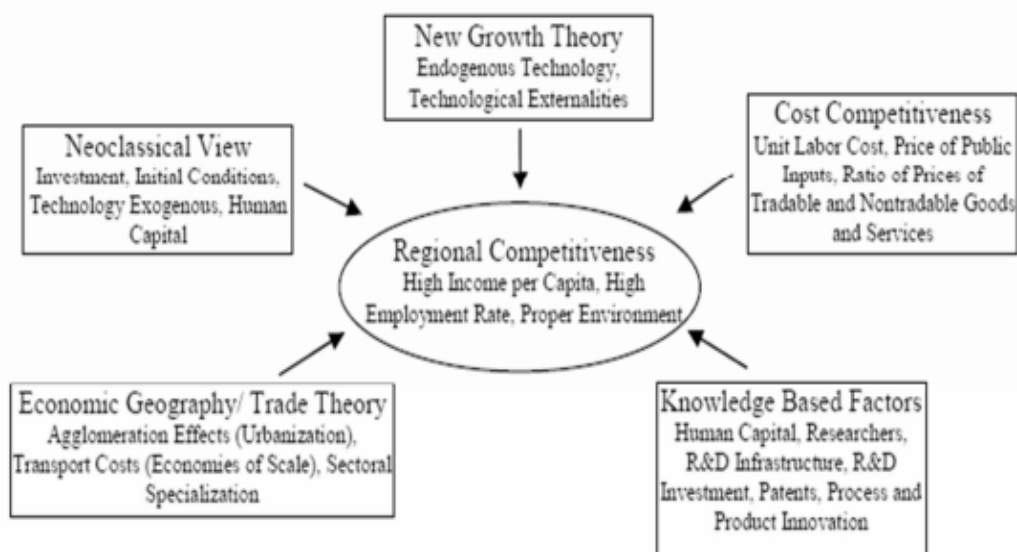 New Growth Theory
Endogenous Technology,
Technological Externalities
Neoclassical View
Investment, Initial Conditions,
Technology Exogenous, Human
Capital
Cost Competitiveness
Unit Labor Cost, Price of Public
Inputs, Ratio of Prices of
Tradable and Nontradable Goods
and Services
Regional Competitiveness
High Income per Capita, High
Employment Rate, Proper Environment
Economic Geography/ Trade Theory
Agglomeration Effects (Urbanization),
Transport Costs (Economies of Scale), Sectoral
Specialization
Knowledge Based Factors
Human Capital, Researchers,
R&D Infrastructure, R&D
Investment, Patents, Process and
Product Innovation